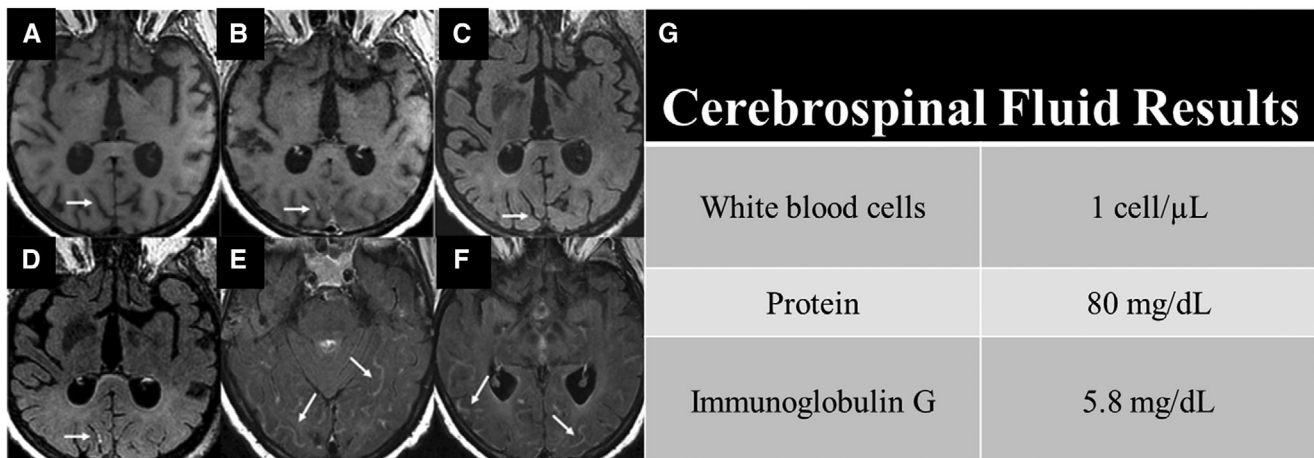 A
B
C
D
E
F
G
Cerebrospinal Fluid Results
White blood cells 1 cell/µL
Protein 80 mg/dL
Immunoglobulin G 5.8 mg/dL